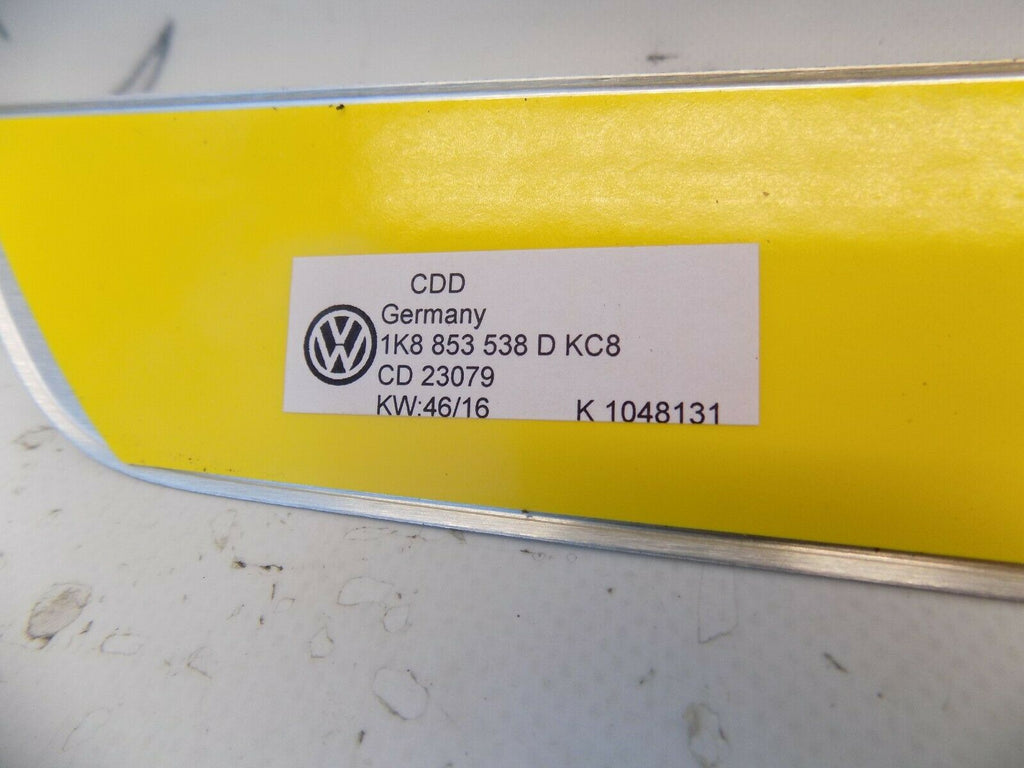 CDD
Germany
1K8 853 538 D KC8
CD 23079
KW:46/16 K 1048131